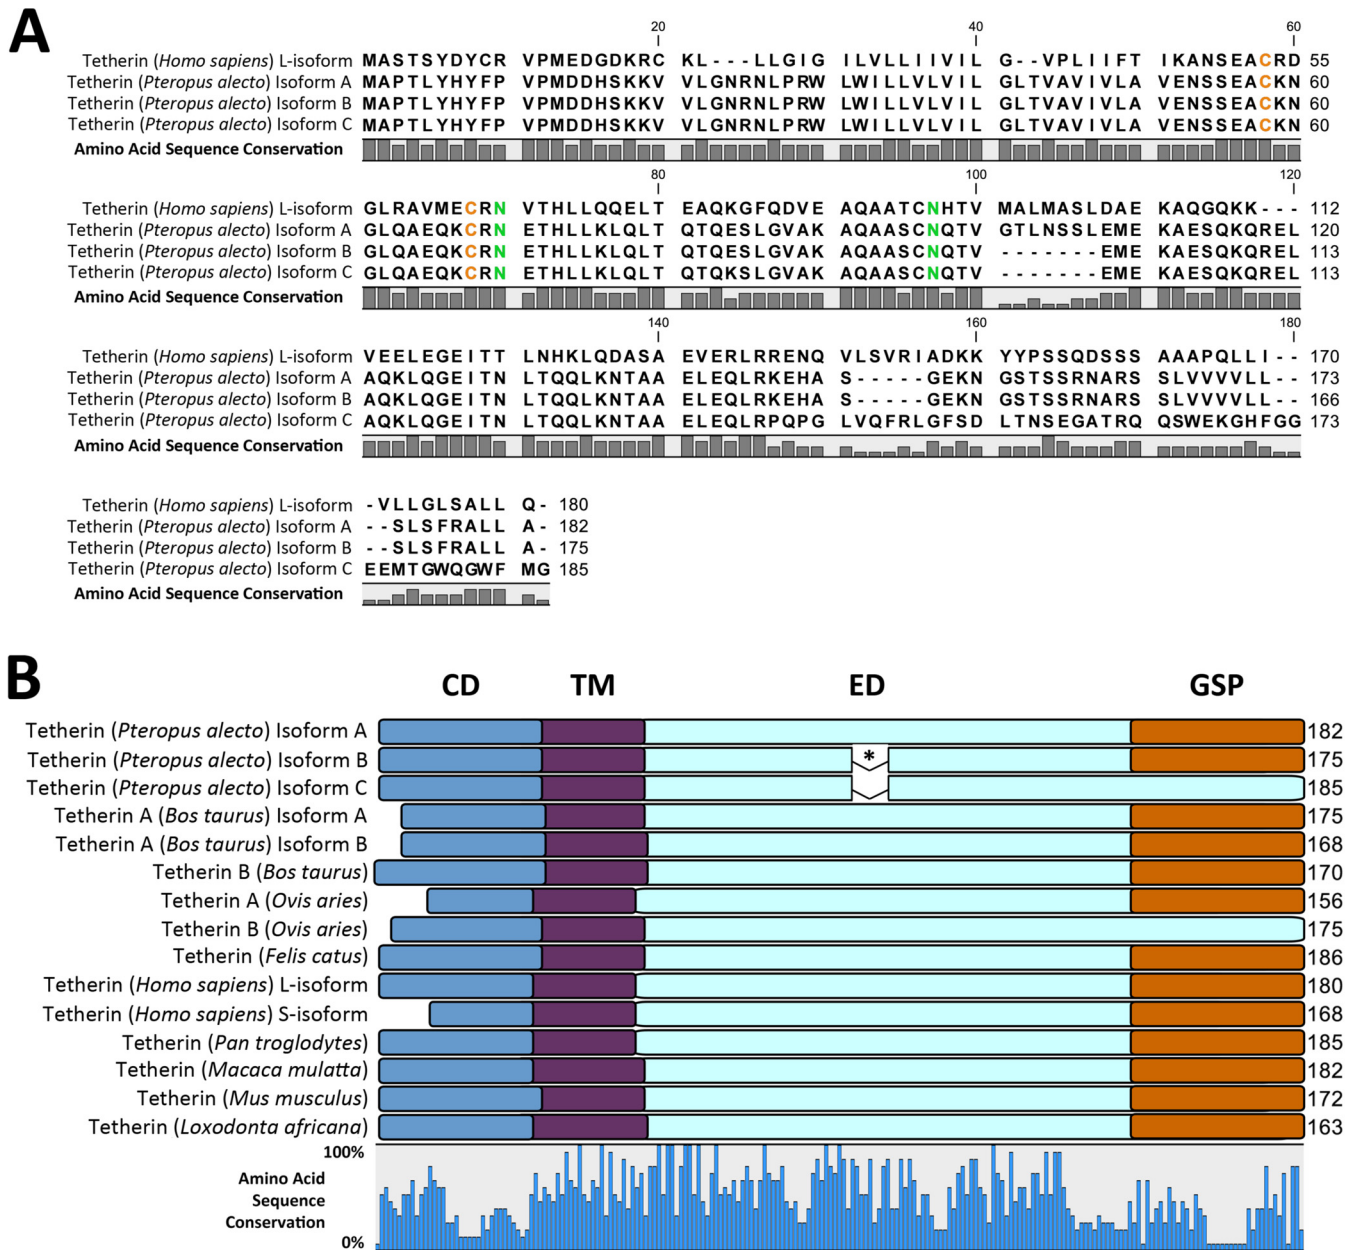 A
20 40 60
Tetherin (Homo sapiens) L-isoform MASTSYDYCR VPMEDGDKRC KL---LLGIG ILVLLIIVIL G--VPLIIFT IKANSEACRD 55
Tetherin (Pteropus alecto) Isoform A MAPTLYHYFP VPMDDHSKKV VLGNRNLPRW LWILLVLVIL GLTVAVIVLA VENSSEACKN 60
Tetherin (Pteropus alecto) Isoform B MAPTLYHYFP VPMDDHSKKV VLGNRNLPRW LWILLVLVIL GLTVAVIVLA VENSSEACKN 60
Tetherin (Pteropus alecto) Isoform C MAPTLYHYFP VPMDDHSKKV VLGNRNLPRW LWILLVLVIL GLTVAVIVLA VENSSEACKN 60
Amino Acid Sequence Conservation
80 100 120
Tetherin (Homo sapiens) L-isoform GLRAVMECRN VTHLLQQELT EAQKGFQDVE AQAATCNHTV MALMASLDAE KAQGQKK--- 112
Tetherin (Pteropus alecto) Isoform A GLQAEQKCRN ETHLLKLQLT QTQESLGVAK AQAASCNQTV GTLNSSLEME KAESQKQREL 120
Tetherin (Pteropus alecto) Isoform B GLQAEQKCRN ETHLLKLQLT QTQESLGVAK AQAASCNQTV -------EME KAESQKQREL 113
Tetherin (Pteropus alecto) Isoform C GLQAEQKCRN ETHLLKLQLT QTQKSLGVAK AQAASCNQTV -------EME KAESQKQREL 113
Amino Acid Sequence Conservation
140 160 180
Tetherin (Homo sapiens) L-isoform VEELEGEITT LNHKLQDASA EVERLRRENQ VLSVRIADKK YYPSSQDSSS AAAPQLLI-- 170
Tetherin (Pteropus alecto) Isoform A AQKLQGEITN LTQQLKNTAA ELEQLRKEHA S-----GEKN GSTSSRNARS SLVVVVLL-- 173
Tetherin (Pteropus alecto) Isoform B AQKLQGEITN LTQQLKNTAA ELEQLRKEHA S-----GEKN GSTSSRNARS SLVVVVLL-- 166
Tetherin (Pteropus alecto) Isoform C AQKLQGEITN LTQQLKNTAA ELEQLRPQPG LVQFRLGFSD LTNSEGATRQ QSWEKGHFGG 173
Amino Acid Sequence Conservation
Tetherin (Homo sapiens) L-isoform -VLLGLSALL Q- 180
Tetherin (Pteropus alecto) Isoform A --SLSFRALL A- 182
Tetherin (Pteropus alecto) Isoform B --SLSFRALL A- 175
Tetherin (Pteropus alecto) Isoform C EEMTGWQGWF MG 185
Amino Acid Sequence Conservation
B
CD TM ED GSP
Tetherin (Pteropus alecto) Isoform A 182
Tetherin (Pteropus alecto) Isoform B * 175
Tetherin (Pteropus alecto) Isoform C 185
Tetherin A (Bos taurus) Isoform A 175
Tetherin A (Bos taurus) Isoform B 168
Tetherin B (Bos taurus) 170
Tetherin A (Ovis aries) 156
Tetherin B (Ovis aries) 175
Tetherin (Felis catus) 186
Tetherin (Homo sapiens) L-isoform 180
Tetherin (Homo sapiens) S-isoform 168
Tetherin (Pan troglodytes) 185
Tetherin (Macaca mulatta) 182
Tetherin (Mus musculus) 172
Tetherin (Loxodonta africana) 163
100%
Amino Acid
Sequence
Conservation
0%